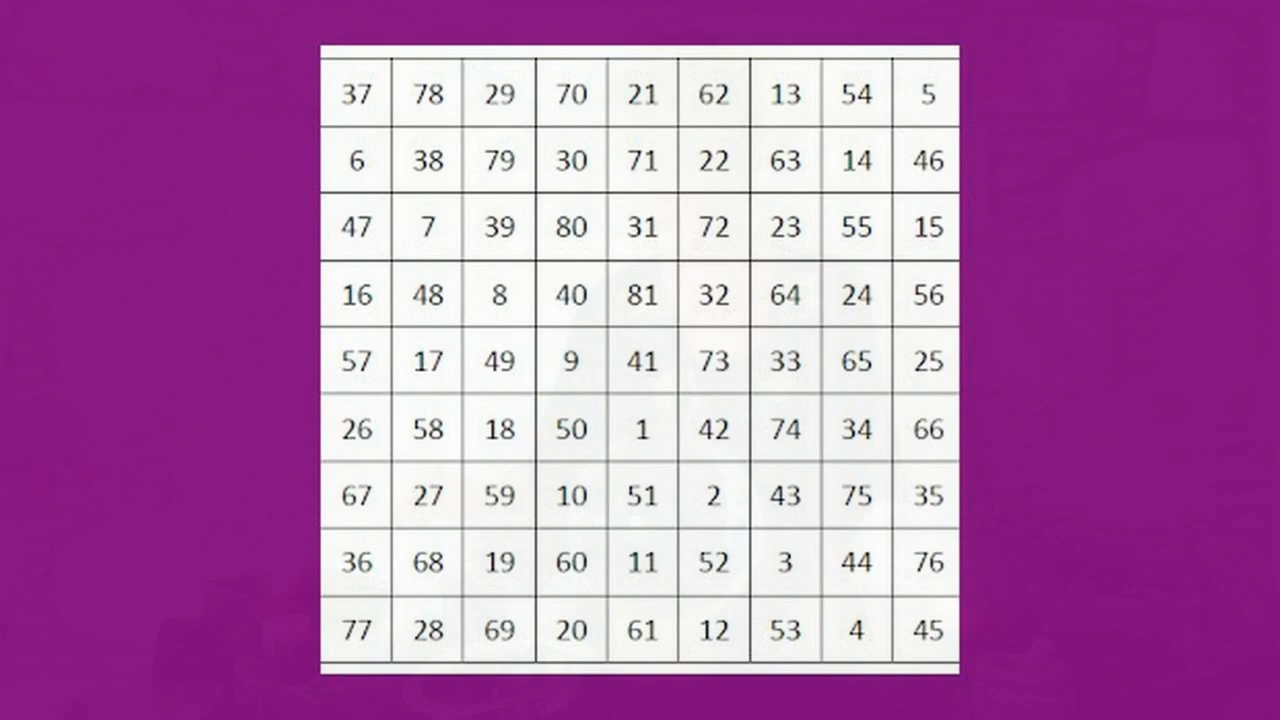 37 78 29 70 21 62 13 54 5
6 38 79 30 71 22 63 14 46
47 7 39 80 31 72 23 55 15
16 48 8 40 81 32 64 24 56
57 17 49 9 41 73 33 65 25
26 58 18 50 1 42 74 34 66
67 27 59 10 51 2 43 75 35
36 68 19 60 11 52 3 44 76
77 28 69 20 61 12 53 4 45